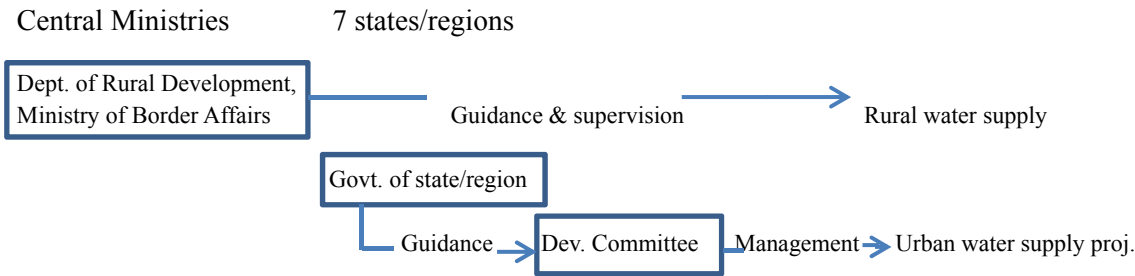 Central Ministries 7 states/regions
Dept. of Rural Development,
Ministry of Border Affairs
Guidance & supervision
Rural water supply
Govt. of state/region
Guidance
Dev. Committee
Management
Urban water supply proj.